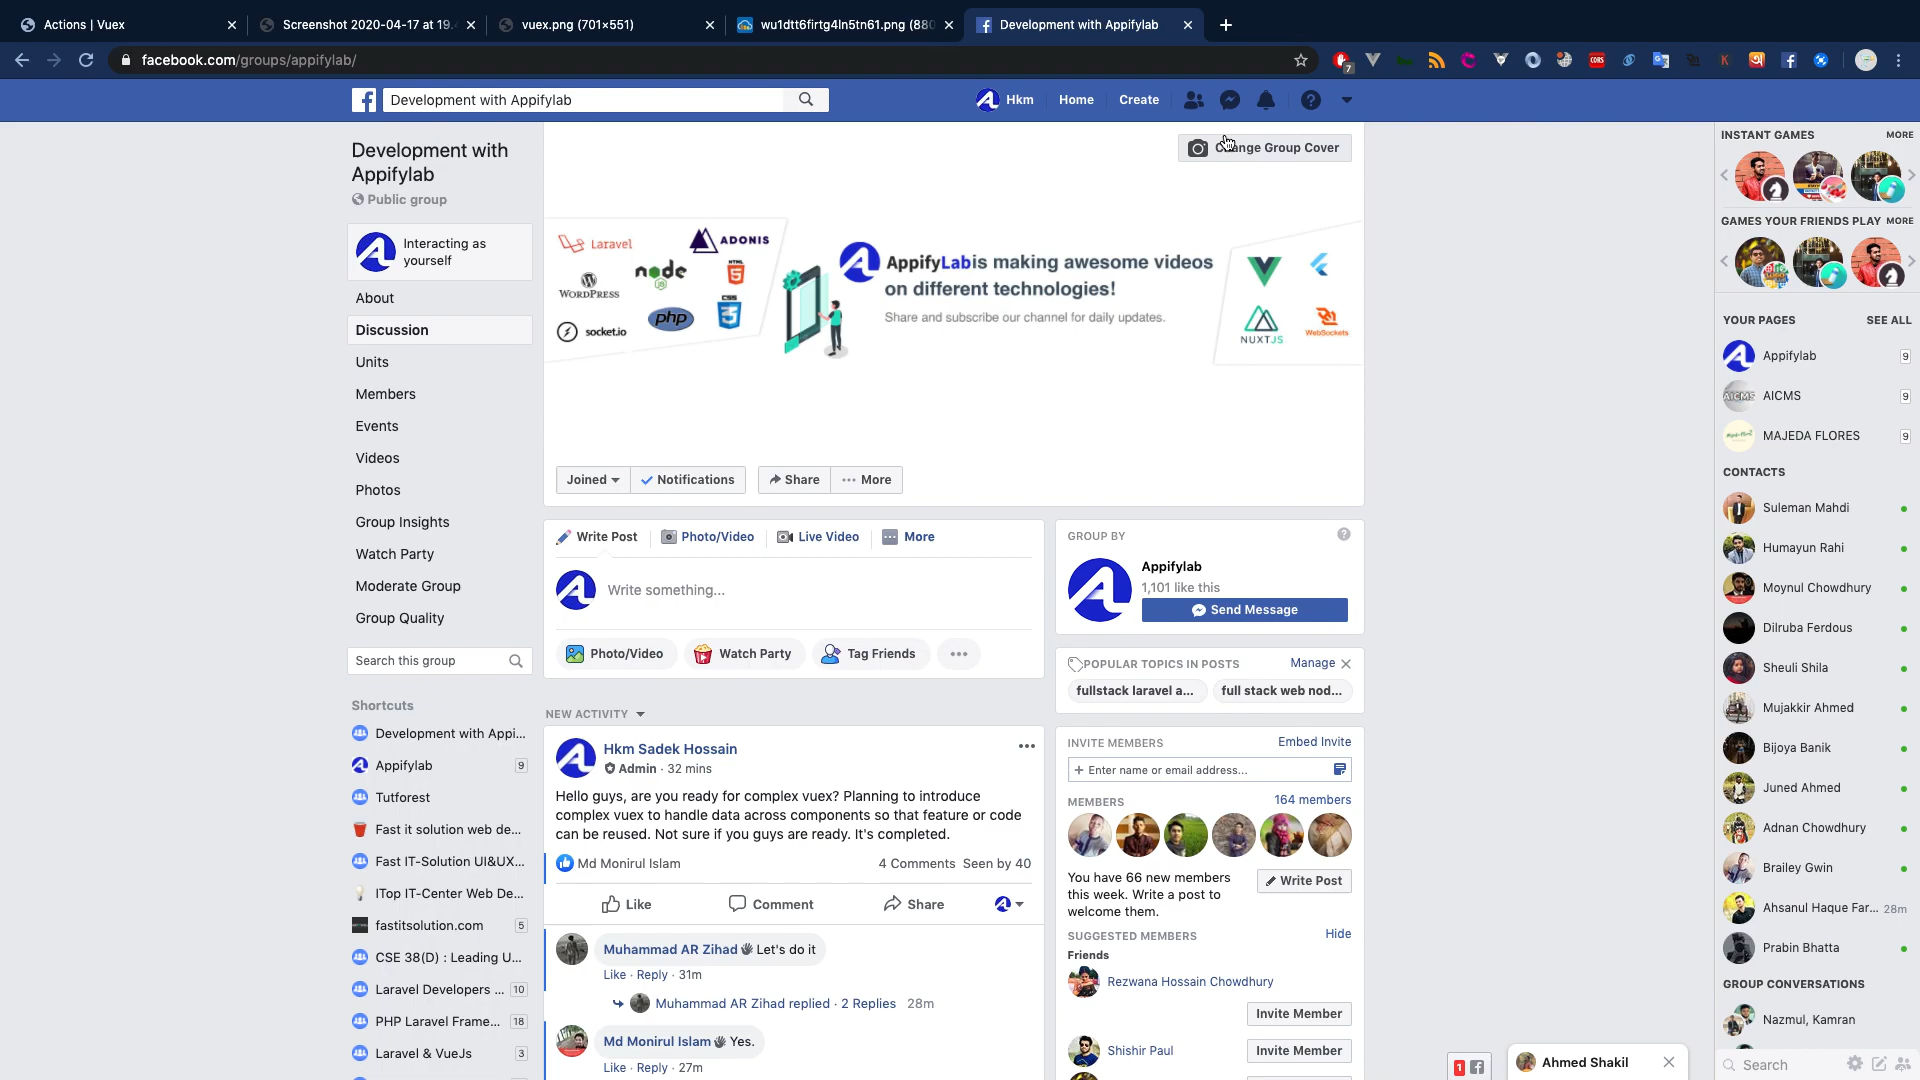 Actions | Vuex
Screenshot 2020-04-17 at 19.
vuex.png (701×551)
wu1dtt6firtg4ln5tn61.png (880
Development with Appifylab
facebook.com/groups/appifylab/
7
CORS
K
Development with Appifylab
Hkm
Home
Create
Development with
Appifylab
Public group
Interacting as
yourself
About
Discussion
Units
Members
Events
Videos
Photos
Group Insights
Watch Party
Moderate Group
Group Quality
Search this group
Shortcuts
Development with Appi...
Appifylab 9
Tutforest
Fast it solution web de...
Fast IT-Solution UI&UX...
ITop IT-Center Web De...
fastitsolution.com 5
CSE 38(D) : Leading U...
Laravel Developers ... 10
PHP Laravel Frame... 18
Laravel & VueJs 3
Change Group Cover
Laravel
ADONIS
node
JS
HTML
WORDPRESS
CSS
php
socket.io
AppifyLab is making awesome videos
on different technologies!
Share and subscribe our channel for daily updates.
NUXTJS
WebSockets
Joined
Notifications
Share
More
Write Post
Photo/Video
Live Video
More
Write something...
Photo/Video
Watch Party
Tag Friends
NEW ACTIVITY
Hkm Sadek Hossain
Admin · 32 mins
Hello guys, are you ready for complex vuex? Planning to introduce
complex vuex to handle data across components so that feature or code
can be reused. Not sure if you guys are ready. It's completed.
Md Monirul Islam
4 Comments Seen by 40
Like
Comment
Share
Muhammad AR Zihad Let's do it
Like · Reply · 31m
Muhammad AR Zihad replied · 2 Replies 28m
Md Monirul Islam Yes.
Like · Reply · 27m
GROUP BY
Appifylab
1,101 like this
Send Message
POPULAR TOPICS IN POSTS
Manage
fullstack laravel a...
full stack web nod...
INVITE MEMBERS
Embed Invite
+ Enter name or email address...
MEMBERS
164 members
You have 66 new members
this week. Write a post to
welcome them.
Write Post
SUGGESTED MEMBERS
Hide
Friends
Rezwana Hossain Chowdhury
Invite Member
Shishir Paul
Invite Member
INSTANT GAMES
MORE
GAMES YOUR FRIENDS PLAY
MORE
YOUR PAGES
SEE ALL
Appifylab 9
AICMS 9
MAJEDA FLORES 9
CONTACTS
Suleman Mahdi
Humayun Rahi
Moynul Chowdhury
Dilruba Ferdous
Sheuli Shila
Mujakkir Ahmed
Bijoya Banik
Juned Ahmed
Adnan Chowdhury
Brailey Gwin
Ahsanul Haque Far... 28m
Prabin Bhatta
GROUP CONVERSATIONS
Nazmul, Kamran
1
Ahmed Shakil
Search